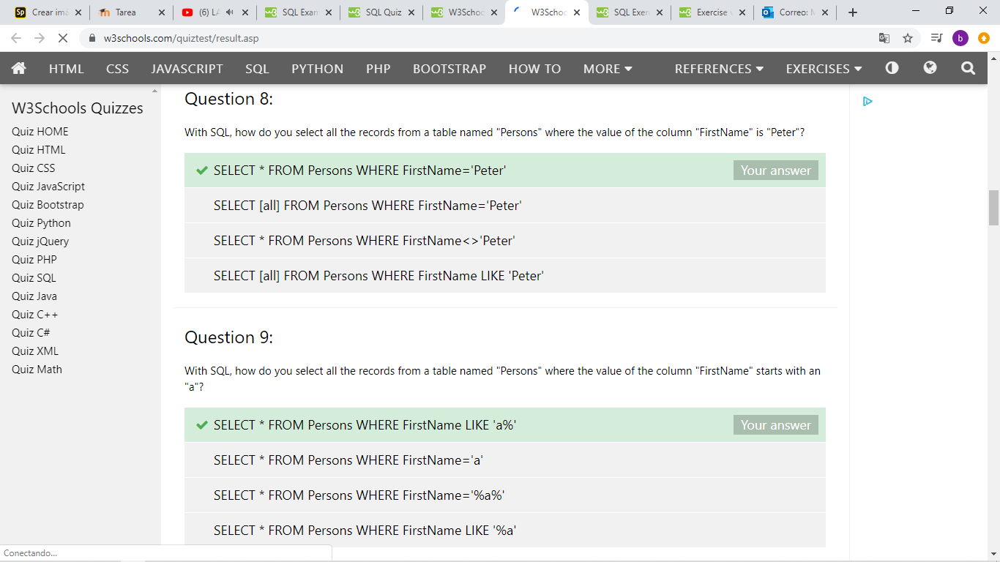 Crear imá
Tarea
(6) LA
SQL Exam
SQL Quiz
W3Schoo
W3Schoo
SQL Exer
Exercise v
Correo: M
w3schools.com/quiztest/result.asp
b
HTML CSS JAVASCRIPT SQL PYTHON PHP BOOTSTRAP HOW TO MORE REFERENCES EXERCISES
W3Schools Quizzes
Quiz HOME
Quiz HTML
Quiz CSS
Quiz JavaScript
Quiz Bootstrap
Quiz Python
Quiz jQuery
Quiz PHP
Quiz SQL
Quiz Java
Quiz C++
Quiz C#
Quiz XML
Quiz Math
Question 8:
With SQL, how do you select all the records from a table named "Persons" where the value of the column "FirstName" is "Peter"?
SELECT * FROM Persons WHERE FirstName='Peter' Your answer
SELECT [all] FROM Persons WHERE FirstName='Peter'
SELECT * FROM Persons WHERE FirstName<>'Peter'
SELECT [all] FROM Persons WHERE FirstName LIKE 'Peter'
Question 9:
With SQL, how do you select all the records from a table named "Persons" where the value of the column "FirstName" starts with an
"a"?
SELECT * FROM Persons WHERE FirstName LIKE 'a%' Your answer
SELECT * FROM Persons WHERE FirstName='a'
SELECT * FROM Persons WHERE FirstName='%a%'
SELECT * FROM Persons WHERE FirstName LIKE '%a'
Conectando...